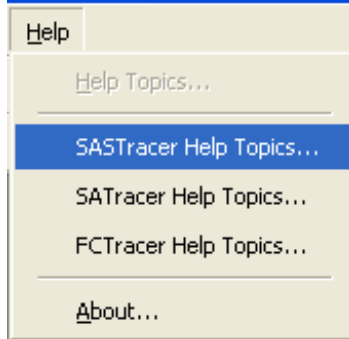 Help
Help Topics...
SASTracer Help Topics...
SATracer Help Topics...
FCTracer Help Topics...
About...